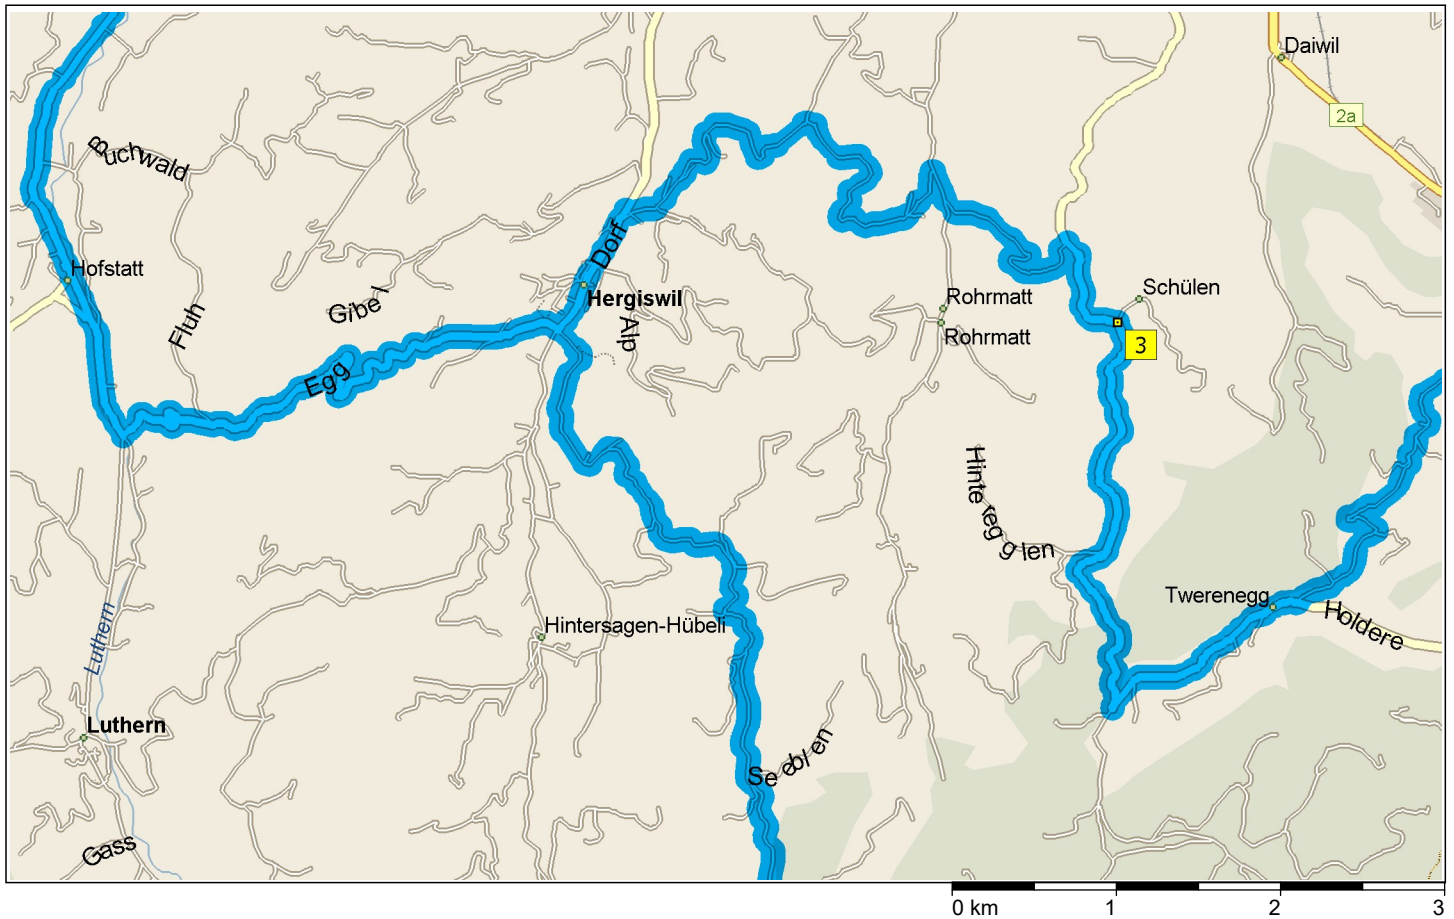 Daiwil
2a
Buchwald
Dorf
Hofstatt
Schülen
Gibel
Hergiswil
Rohrmatt
Fluh
Alp
Rohrmatt
3
Egg
Hinteregglen
Twerenegg
Holdere
Luthern
Hintersagen-Hübeli
Luthern
Seeblen
Gass
0 km 1 2 3